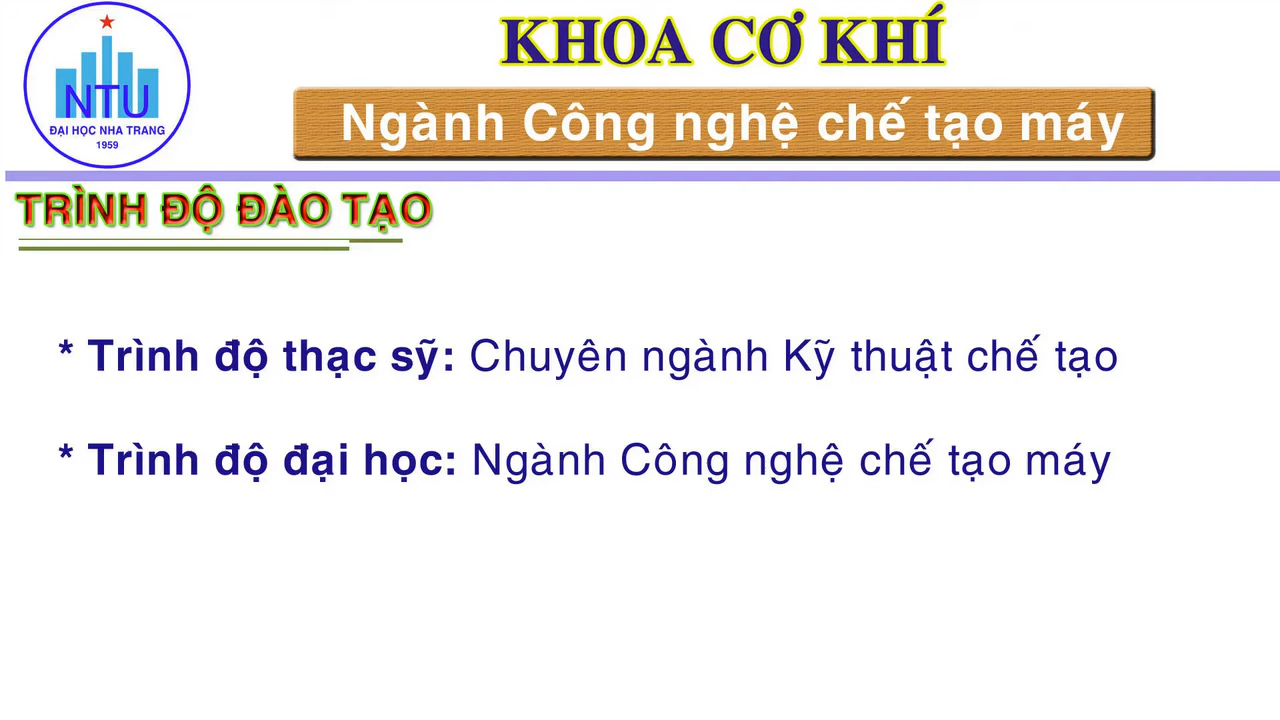 KHOA CƠ KHÍ
NTU
ĐẠI HỌC NHA TRANG
1959
Ngành Công nghệ chế tạo máy
TRÌNH ĐỘ ĐÀO TẠO
* Trình độ thạc sỹ: Chuyên ngành Kỹ thuật chế tạo
* Trình độ đại học: Ngành Công nghệ chế tạo máy